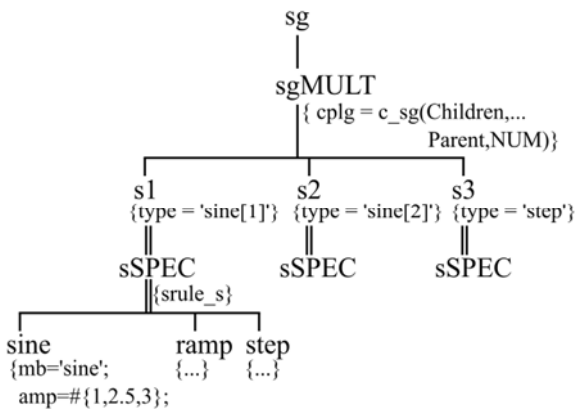 sg
sgMULT
{ cplg = c_sg(Children,...
Parent,NUM)}
s1 s2 s3
{type = 'sine[1]'} {type = 'sine[2]'} {type = 'step'}
sSPEC sSPEC sSPEC
{srule_s}
sine ramp step
{mb='sine'; {...} {...}
amp=#{1,2.5,3};